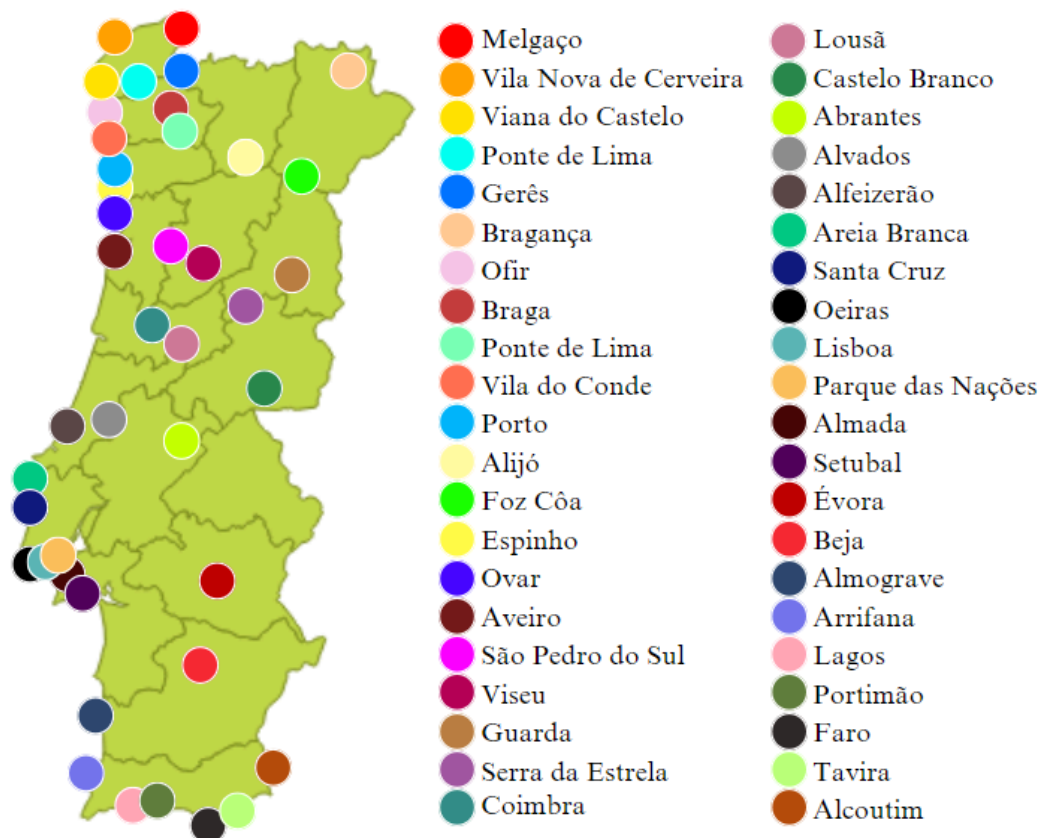 Melgaço
Vila Nova de Cerveira
Viana do Castelo
Ponte de Lima
Gerês
Bragança
Ofir
Braga
Ponte de Lima
Vila do Conde
Porto
Alijó
Foz Côa
Espinho
Ovar
Aveiro
São Pedro do Sul
Viseu
Guarda
Serra da Estrela
Coimbra
Lousã
Castelo Branco
Abrantes
Alvados
Alfeizerão
Areia Branca
Santa Cruz
Oeiras
Lisboa
Parque das Nações
Almada
Setubal
Évora
Beja
Almograve
Arrifana
Lagos
Portimão
Faro
Tavira
Alcoutim